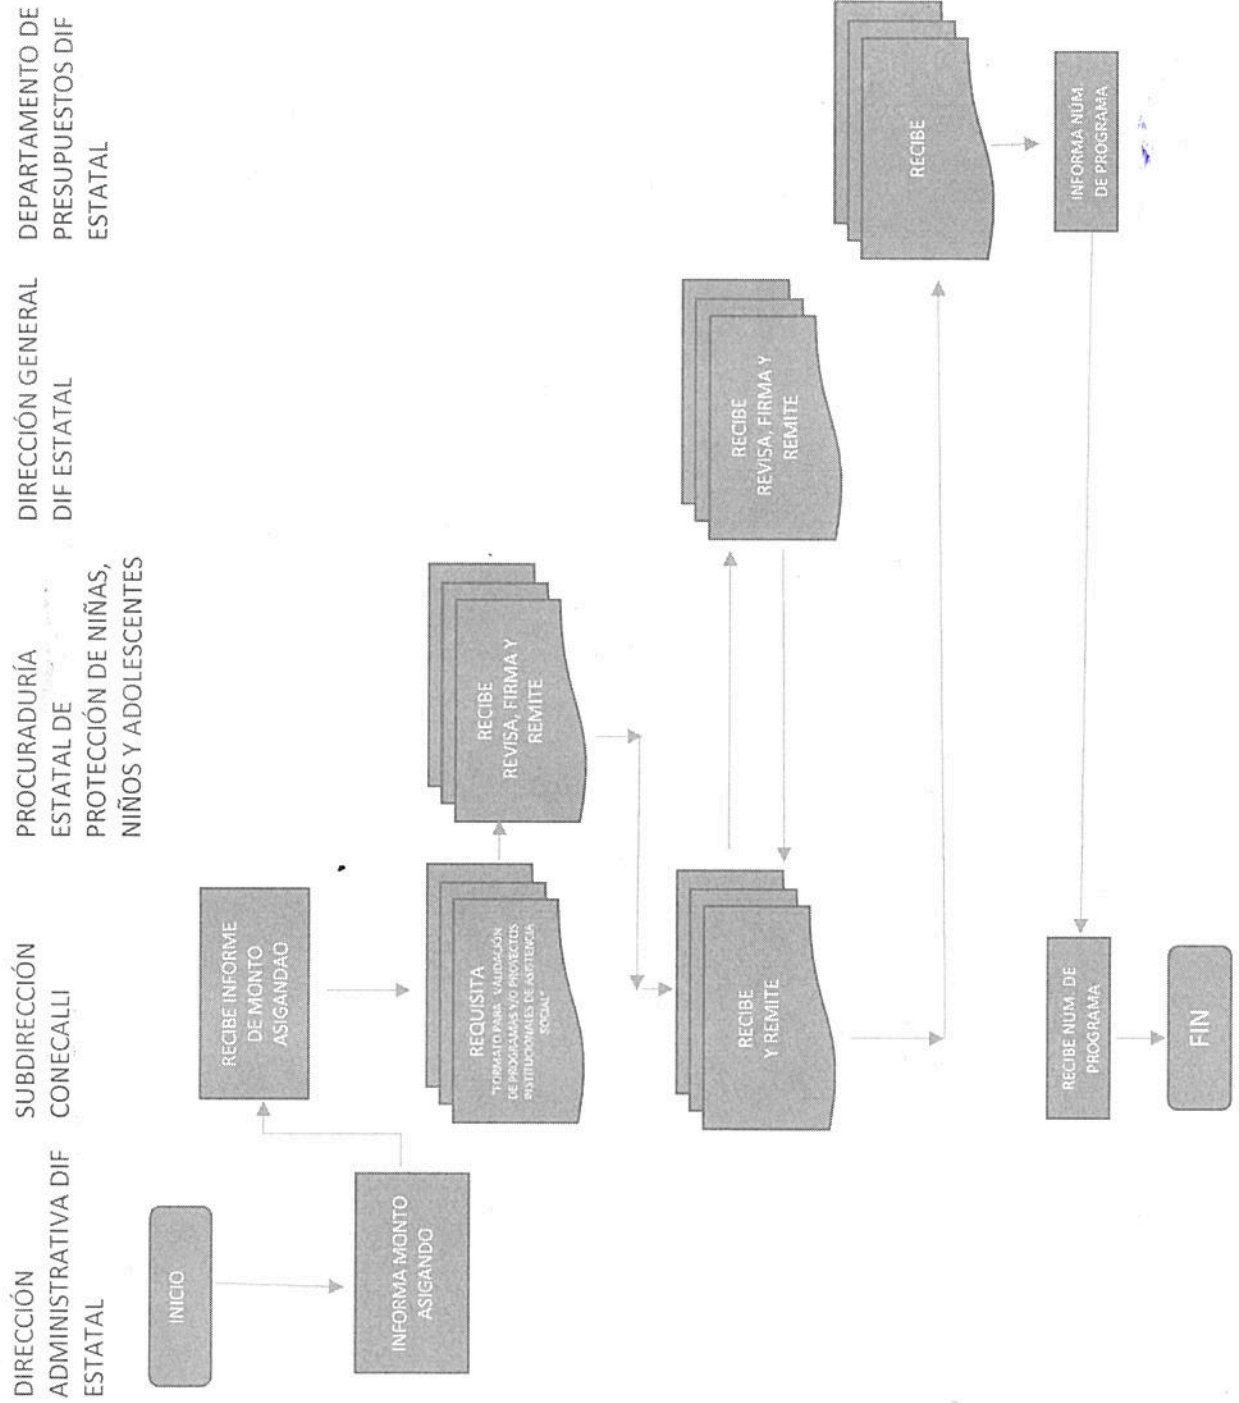 DIRECCIÓN
ADMINISTRATIVA DIF
ESTATAL
SUBDIRECCIÓN
CONECALLI
PROCURADURÍA
ESTATAL DE
PROTECCIÓN DE NIÑAS,
NIÑOS Y ADOLESCENTES
DIRECCIÓN GENERAL
DIF ESTATAL
DEPARTAMENTO DE
PRESUPUESTOS DIF
ESTATAL
INICIO
INFORMA MONTO
ASIGANDO
RECIBE INFORME
DE MONTO
ASIGANDAO
REQUISITA
"FORMATO PARA VALIDACIÓN
DE PROGRAMAS Y/O PROYECTOS
INSTITUCIONALES DE ASISTENCIA
SOCIAL"
RECIBE
REVISA, FIRMA Y
REMITE
RECIBE
Y REMITE
RECIBE
REVISA, FIRMA Y
REMITE
RECIBE
INFORMA NÚM.
DE PROGRAMA
RECIBE NUM. DE
PROGRAMA
FIN